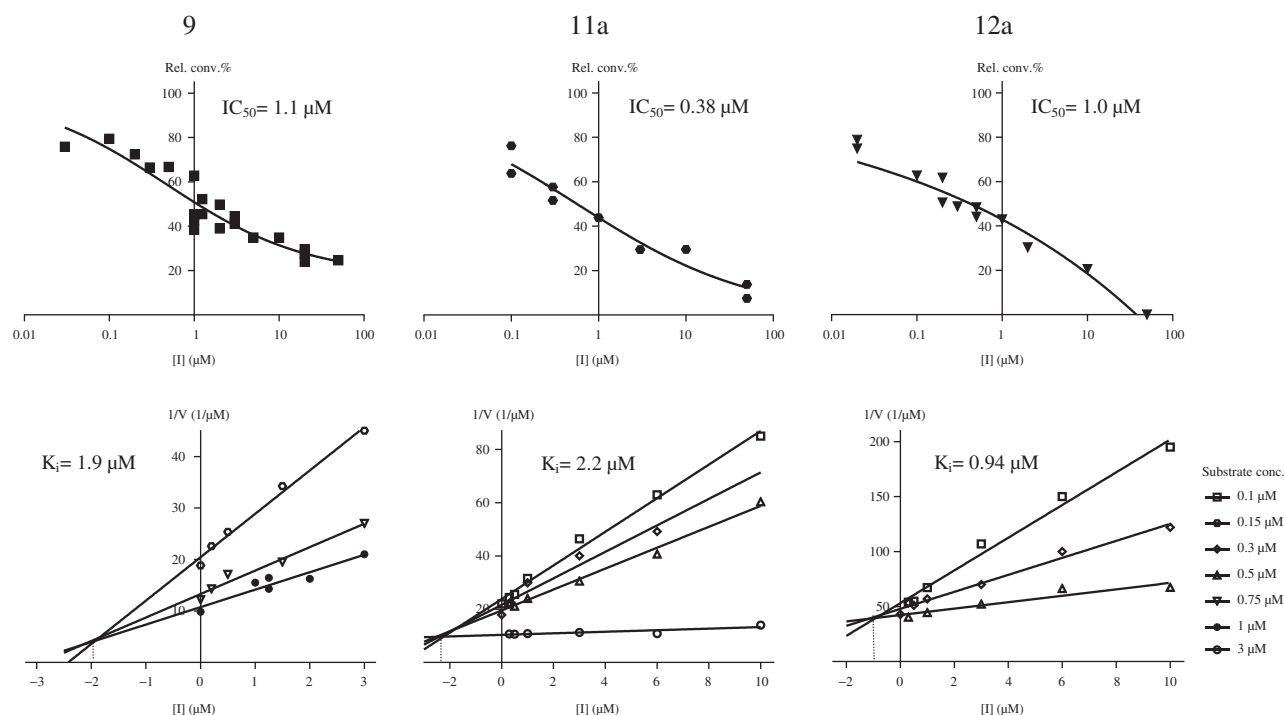 9
11a
12a
Rel. conv.%
100
80
60
40
20
IC50= 1.1 µM
0.01 0.1 1 10 100
[I] (µM)
Rel. conv.%
100
80
60
40
20
IC50= 0.38 µM
0.01 0.1 1 10 100
[I] (µM)
Rel. conv.%
100
80
60
40
20
IC50= 1.0 µM
0.01 0.1 1 10 100
[I] (µM)
1/V (1/µM)
Ki= 1.9 µM
40
30
20
10
−3 −2 −1 0 1 2 3
[I] (µM)
1/V (1/µM)
Ki= 2.2 µM
80
60
40
20
−2 0 2 4 6 8 10
[I] (µM)
1/V (1/µM)
Ki= 0.94 µM
200
150
100
50
−2 0 2 4 6 8 10
[I] (µM)
Substrate conc.
0.1 µM
0.15 µM
0.3 µM
0.5 µM
0.75 µM
1 µM
3 µM